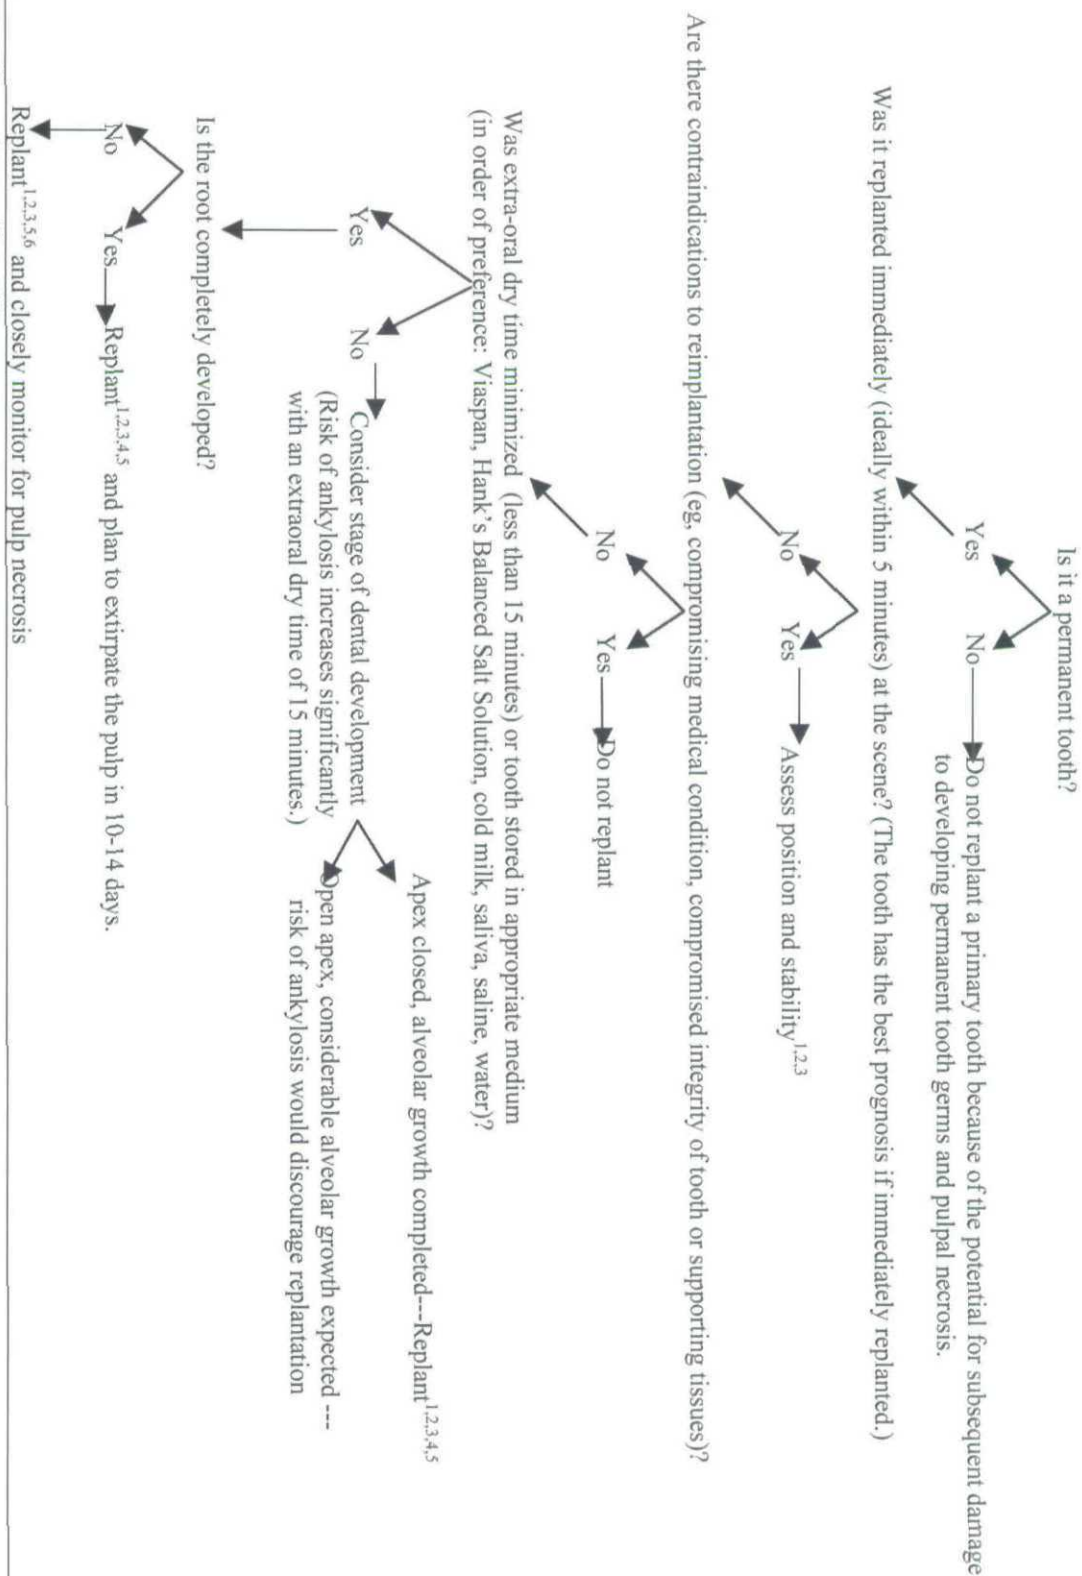 Is it a permanent tooth?
Yes
No
Do not replant a primary tooth because of the potential for subsequent damage
to developing permanent tooth germs and pulpal necrosis.
Was it replanted immediately (ideally within 5 minutes) at the scene? (The tooth has the best prognosis if immediately replanted.)
No
Yes
Assess position and stability1,2,3
Are there contraindications to reimplantation (eg, compromising medical condition, compromised integrity of tooth or supporting tissues)?
No
Yes
Do not replant
Was extra-oral dry time minimized (less than 15 minutes) or tooth stored in appropriate medium
(in order of preference: Viaspan, Hank's Balanced Salt Solution, cold milk, saliva, saline, water)?
Yes
No
Consider stage of dental development
(Risk of ankylosis increases significantly
with an extraoral dry time of 15 minutes.)
Apex closed, alveolar growth completed---Replant1,2,3,4,5
Open apex, considerable alveolar growth expected ---
risk of ankylosis would discourage replantation
Is the root completely developed?
No
Yes
Replant1,2,3,4,5 and plan to extirpate the pulp in 10-14 days.
Replant1,2,3,5,6 and closely monitor for pulp necrosis